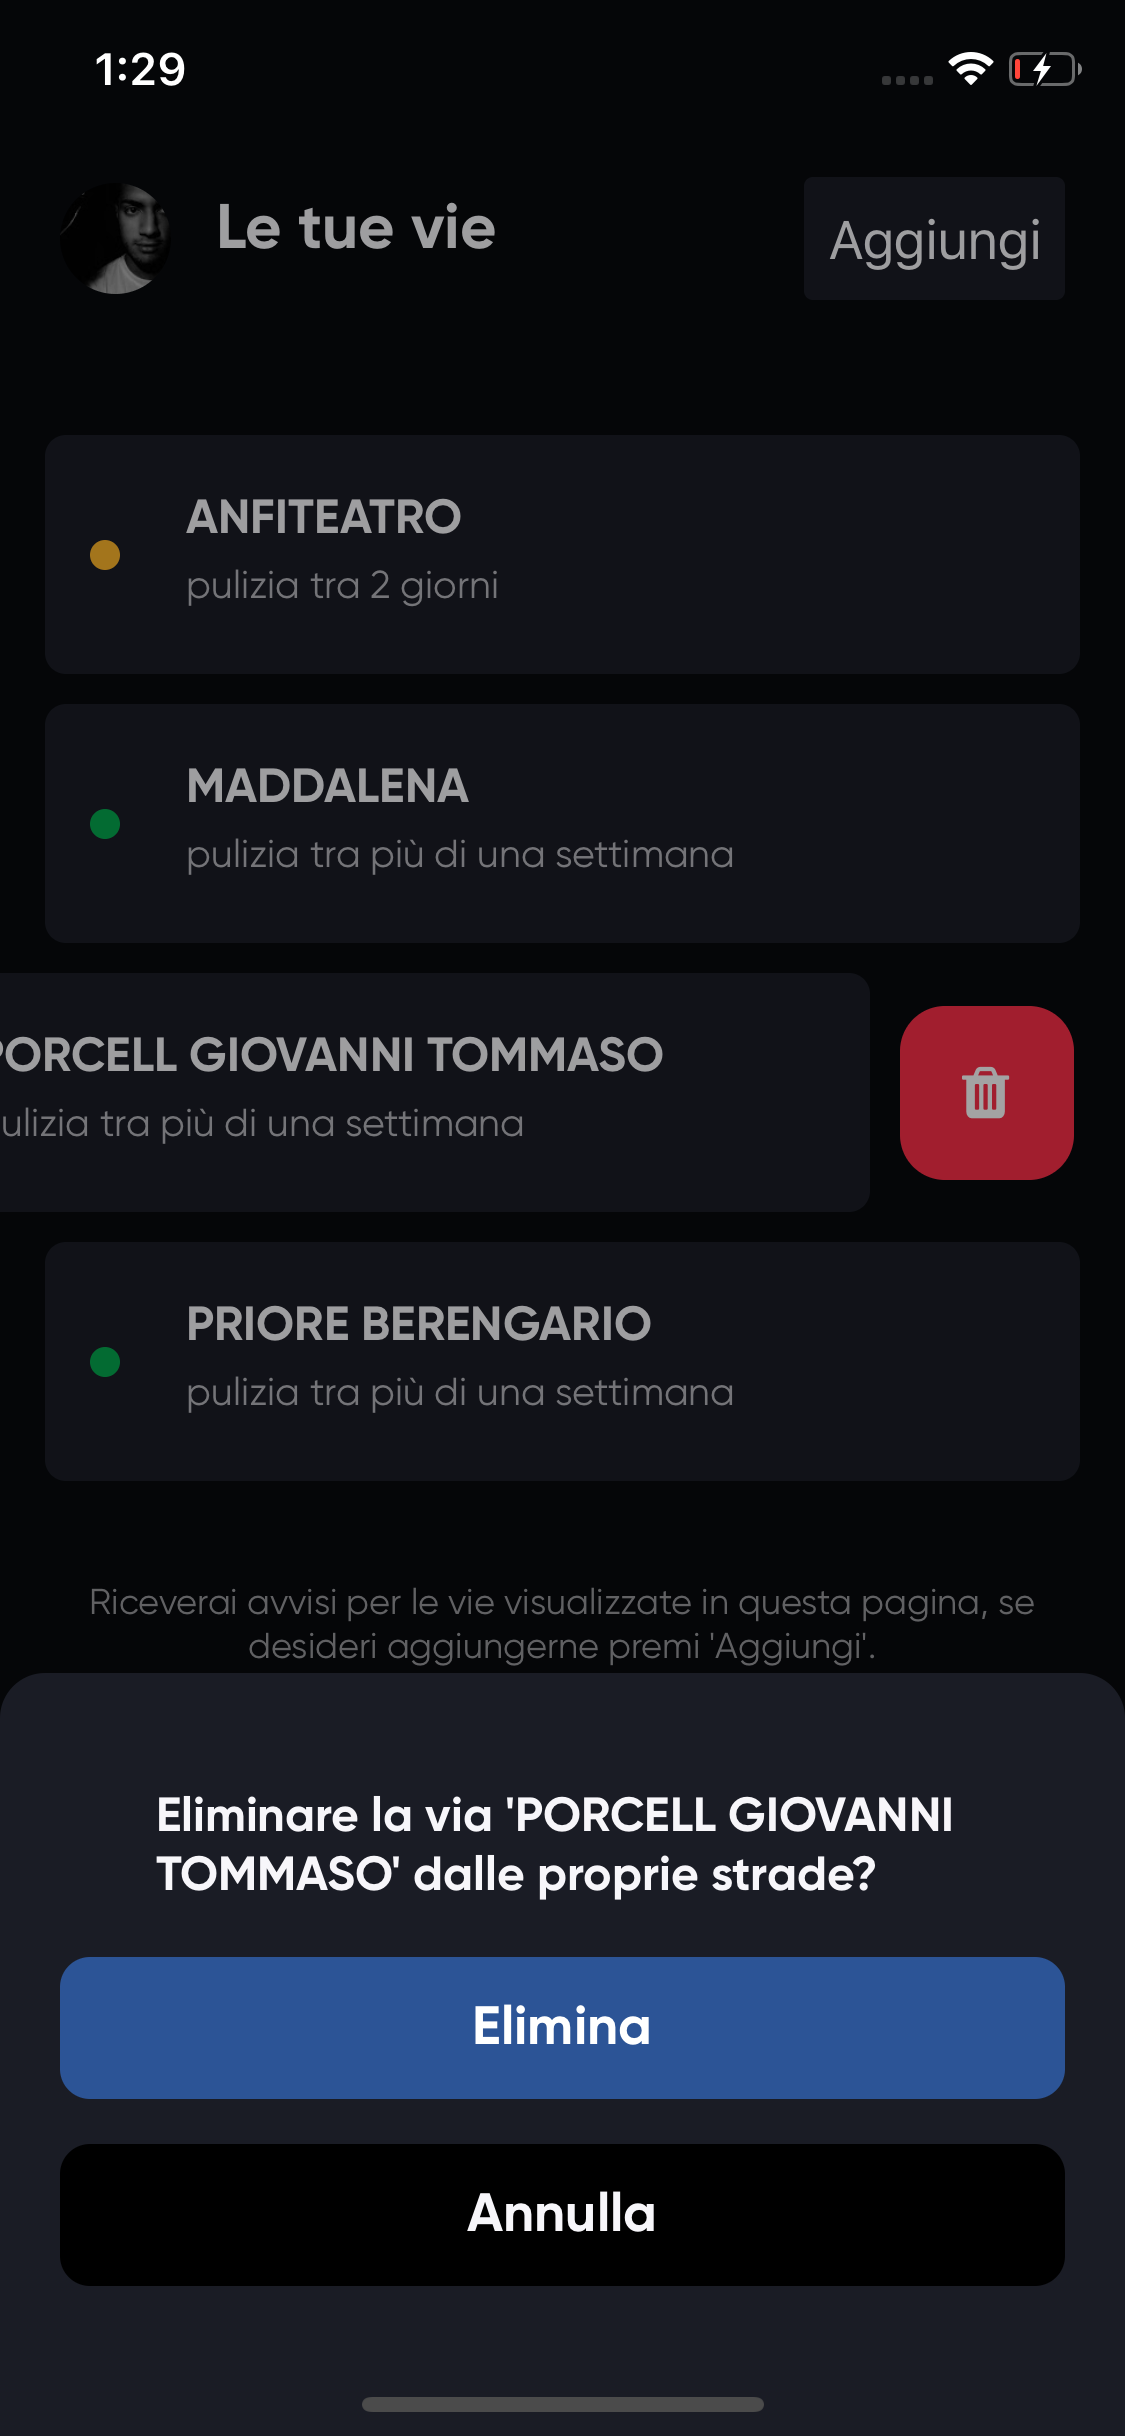 1:29
Le tue vie
Aggiungi
ANFITEATRO
pulizia tra 2 giorni
MADDALENA
pulizia tra più di una settimana
PORCELL GIOVANNI TOMMASO
ulizia tra più di una settimana
PRIORE BERENGARIO
pulizia tra più di una settimana
Riceverai avvisi per le vie visualizzate in questa pagina, se
desideri aggiungerne premi 'Aggiungi'.
Eliminare la via 'PORCELL GIOVANNI
TOMMASO' dalle proprie strade?
Elimina
Annulla